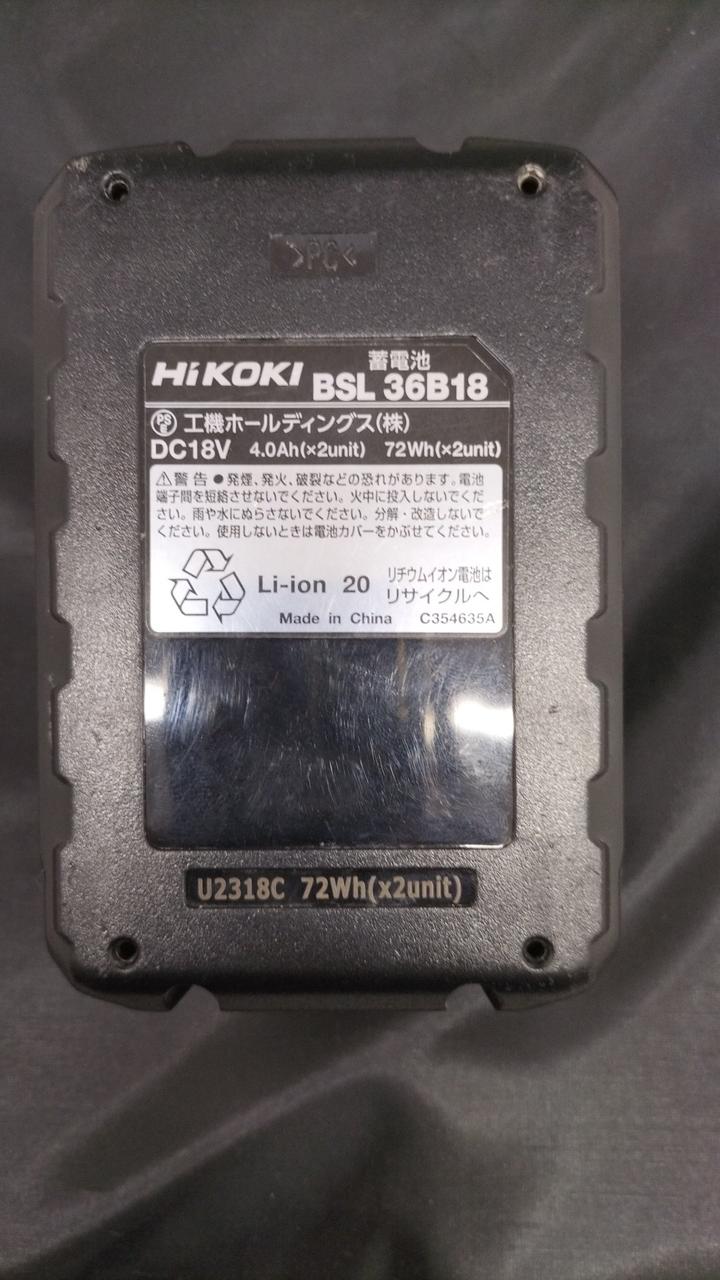 >PC<
HiKOKI 蓄電池
BSL 36B18
PS E 工機ホールディングス(株)
DC18V 4.0Ah(×2unit) 72Wh(×2unit)
⚠警告 ●発煙、発火、破裂などの恐れがあります。電池
端子間を短絡させないでください。火中に投入しないでくだ
さい。雨や水にぬらさないでください。分解・改造しないで
ください。使用しないときは電池カバーをかぶせてください。
Li-ion 20 リチウムイオン電池は
リサイクルへ
Made in China C354635A
U2318C 72Wh(x2unit)